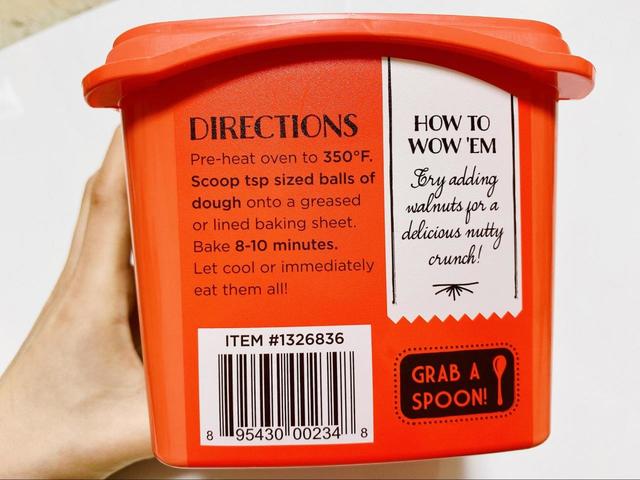 DIRECTIONS
Pre-heat oven to 350°F.
Scoop tsp sized balls of
dough onto a greased
or lined baking sheet.
Bake 8-10 minutes.
Let cool or immediately
eat them all!
HOW TO
WOW 'EM
Try adding
walnuts for a
delicious nutty
crunch!
ITEM #1326836
8 95430 00234 8
GRAB A
SPOON!